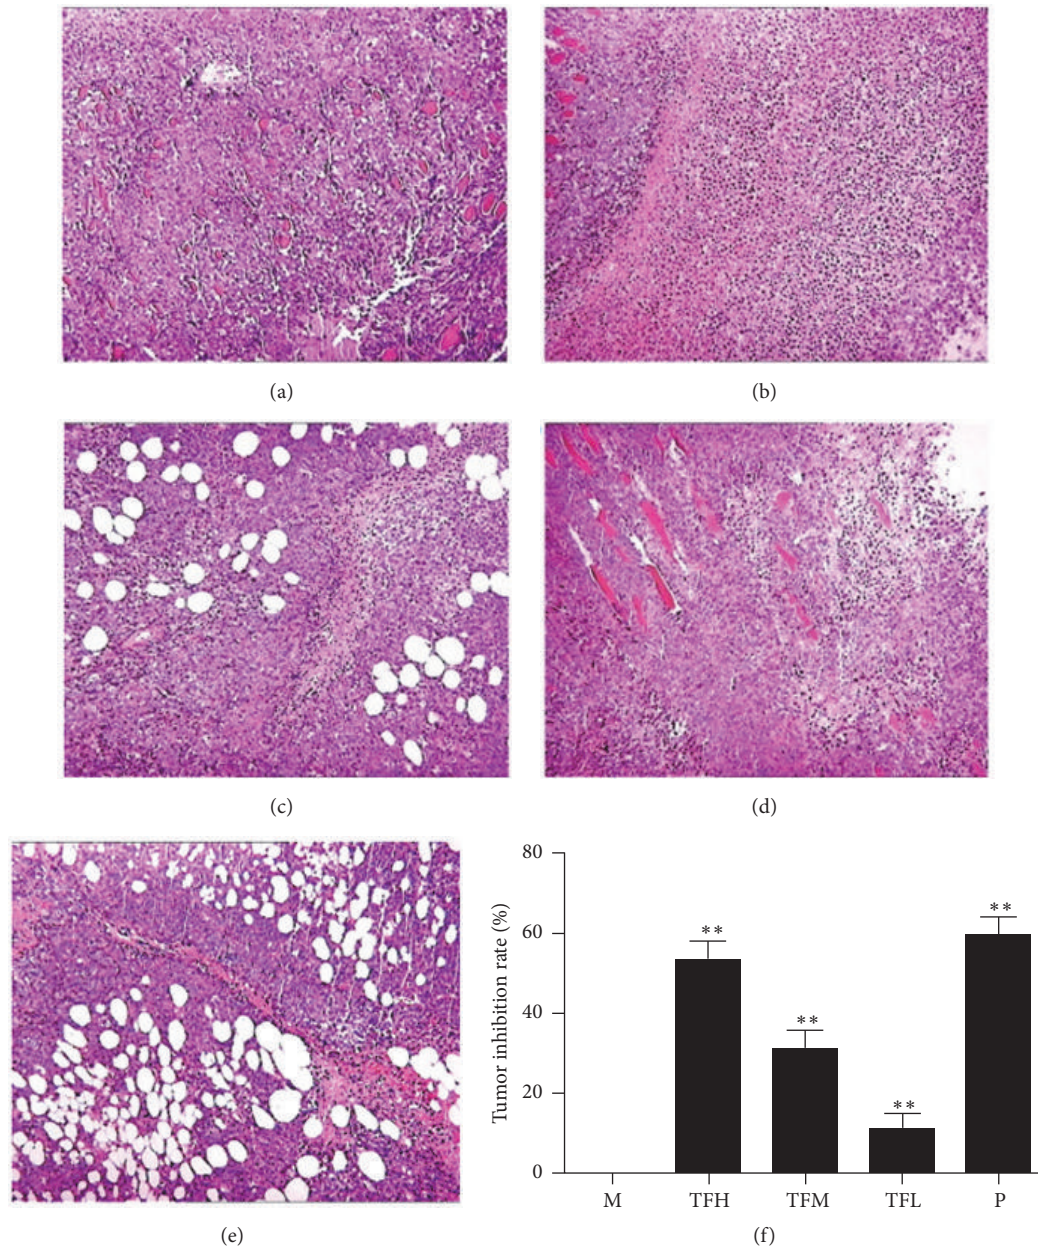 (a)
(b)
(c)
(d)
(e)
Tumor inhibition rate (%)
80
60
40
20
0
**
**
**
**
M TFH TFM TFL P
(f)